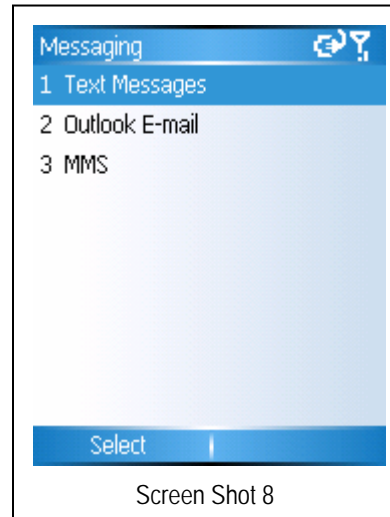 Messaging
1 Text Messages
2 Outlook E-mail
3 MMS
Select
Screen Shot 8